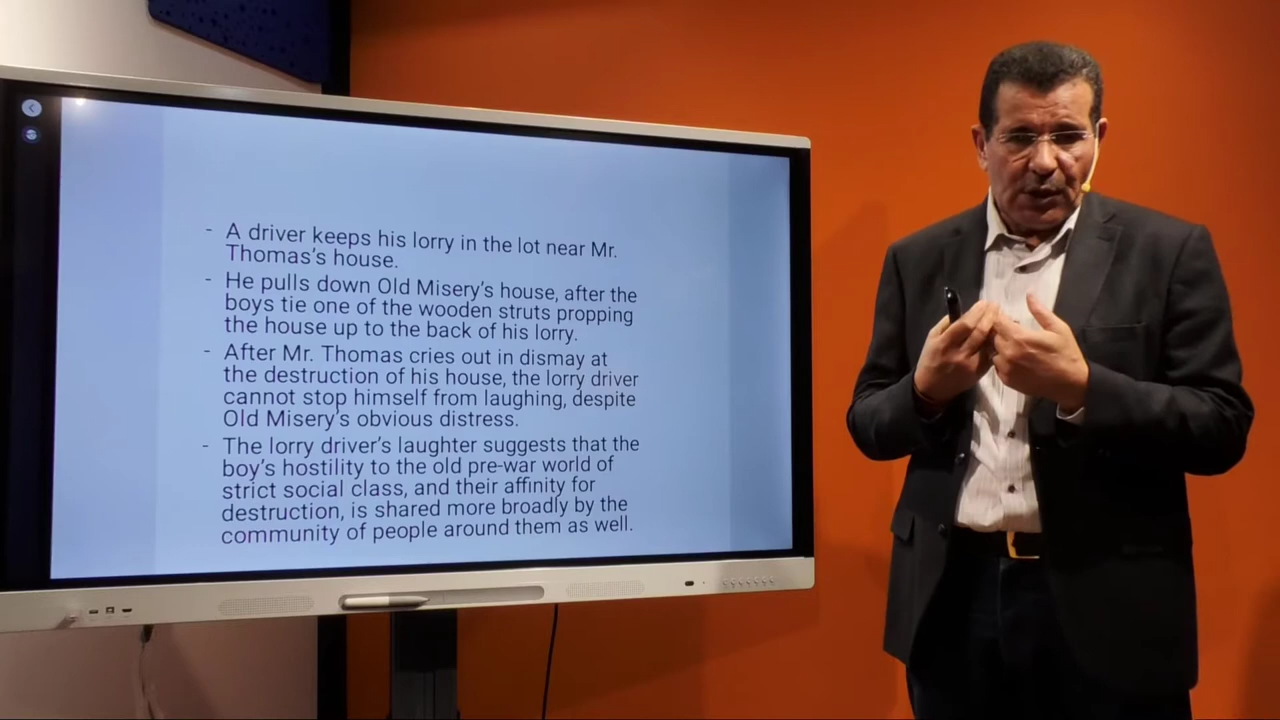 - A driver keeps his lorry in the lot near Mr.
Thomas's house.
- He pulls down Old Misery's house, after the
boys tie one of the wooden struts propping
the house up to the back of his lorry.
- After Mr. Thomas cries out in dismay at
the destruction of his house, the lorry driver
cannot stop himself from laughing, despite
Old Misery's obvious distress.
- The lorry driver's laughter suggests that the
boy's hostility to the old pre-war world of
strict social class, and their affinity for
destruction, is shared more broadly by the
community of people around them as well.